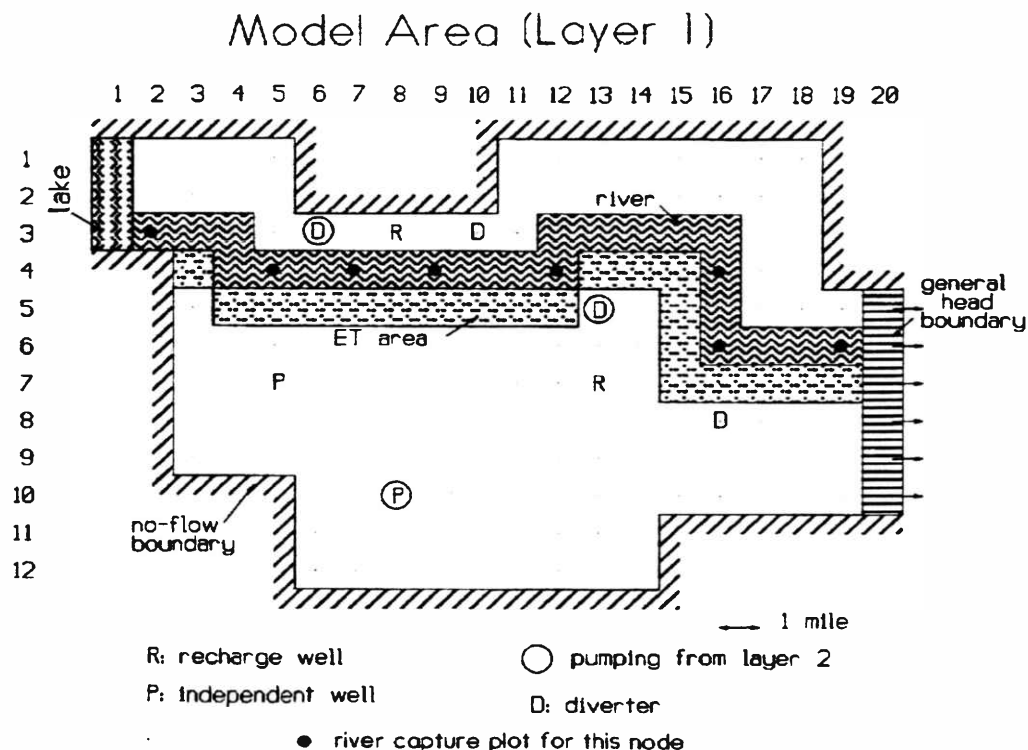 Model Area (Layer 1)
1 2 3 4 5 6 7 8 9 10 11 12 13 14 15 16 17 18 19 20
1
2
lake
river
3 D R D
4
general head boundary
5 D
ET area
6
7 P R
8 D
9
10 P
no-flow boundary
11
12
1 mile
R: recharge well
pumping from layer 2
P: independent well
D: diverter
river capture plot for this node